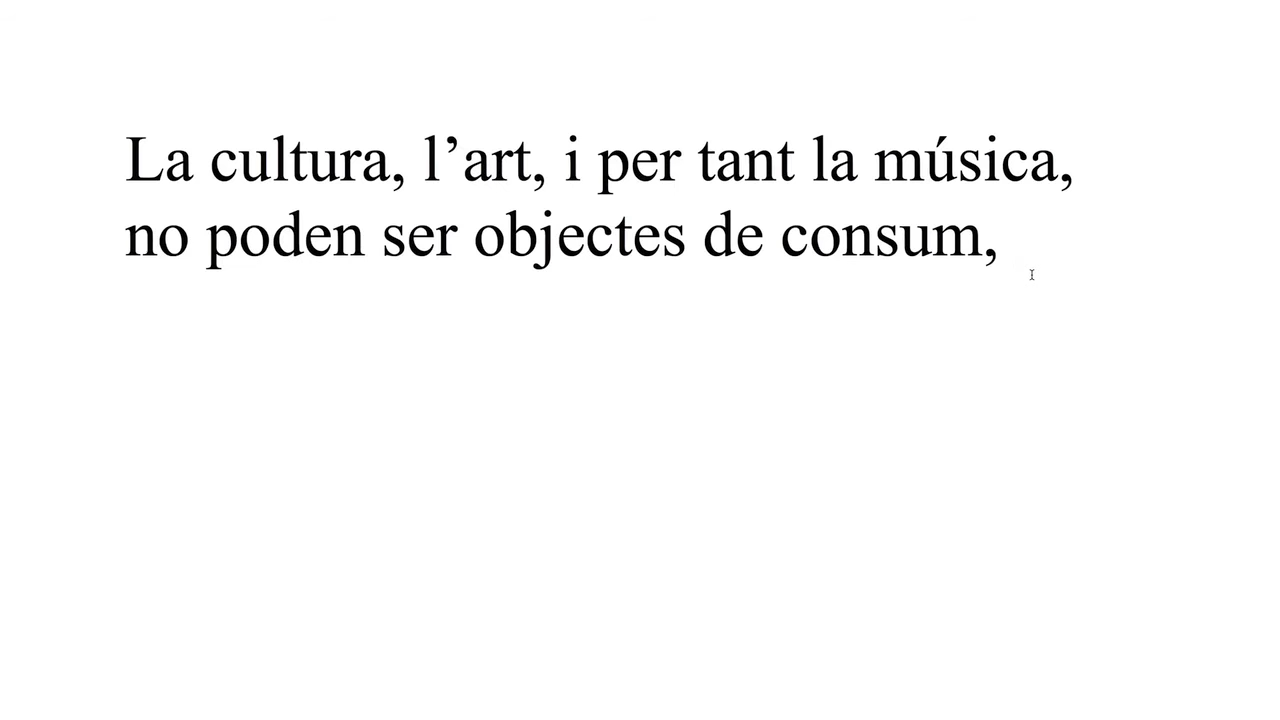 La cultura, l’art, i per tant la música,
no poden ser objectes de consum,